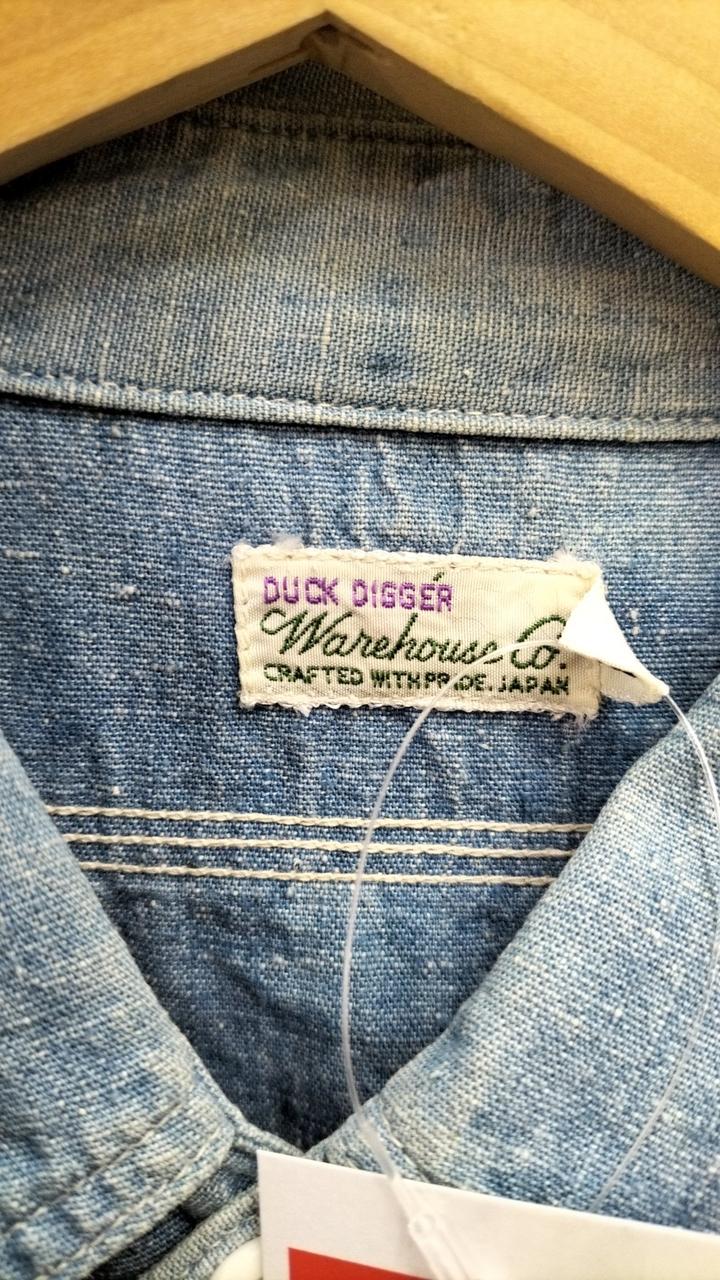 DUCK DIGGER
Warehouse Co.
CRAFTED WITH PRIDE. JAPAN